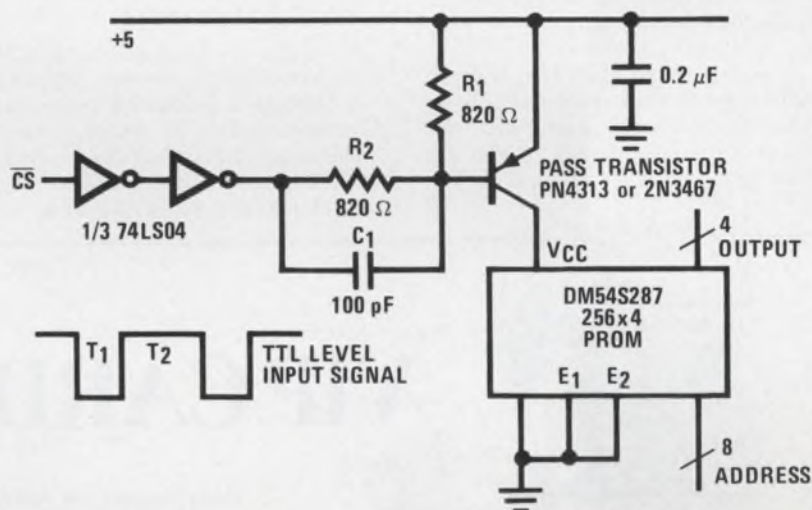 +5
R1
820 Ω
0.2 μF
CS
R2
820 Ω
1/3 74LS04
C1
100 pF
PASS TRANSISTOR
PN4313 or 2N3467
VCC
4
OUTPUT
DM54S287
256x4
PROM
E1 E2
T1 T2
TTL LEVEL
INPUT SIGNAL
8
ADDRESS